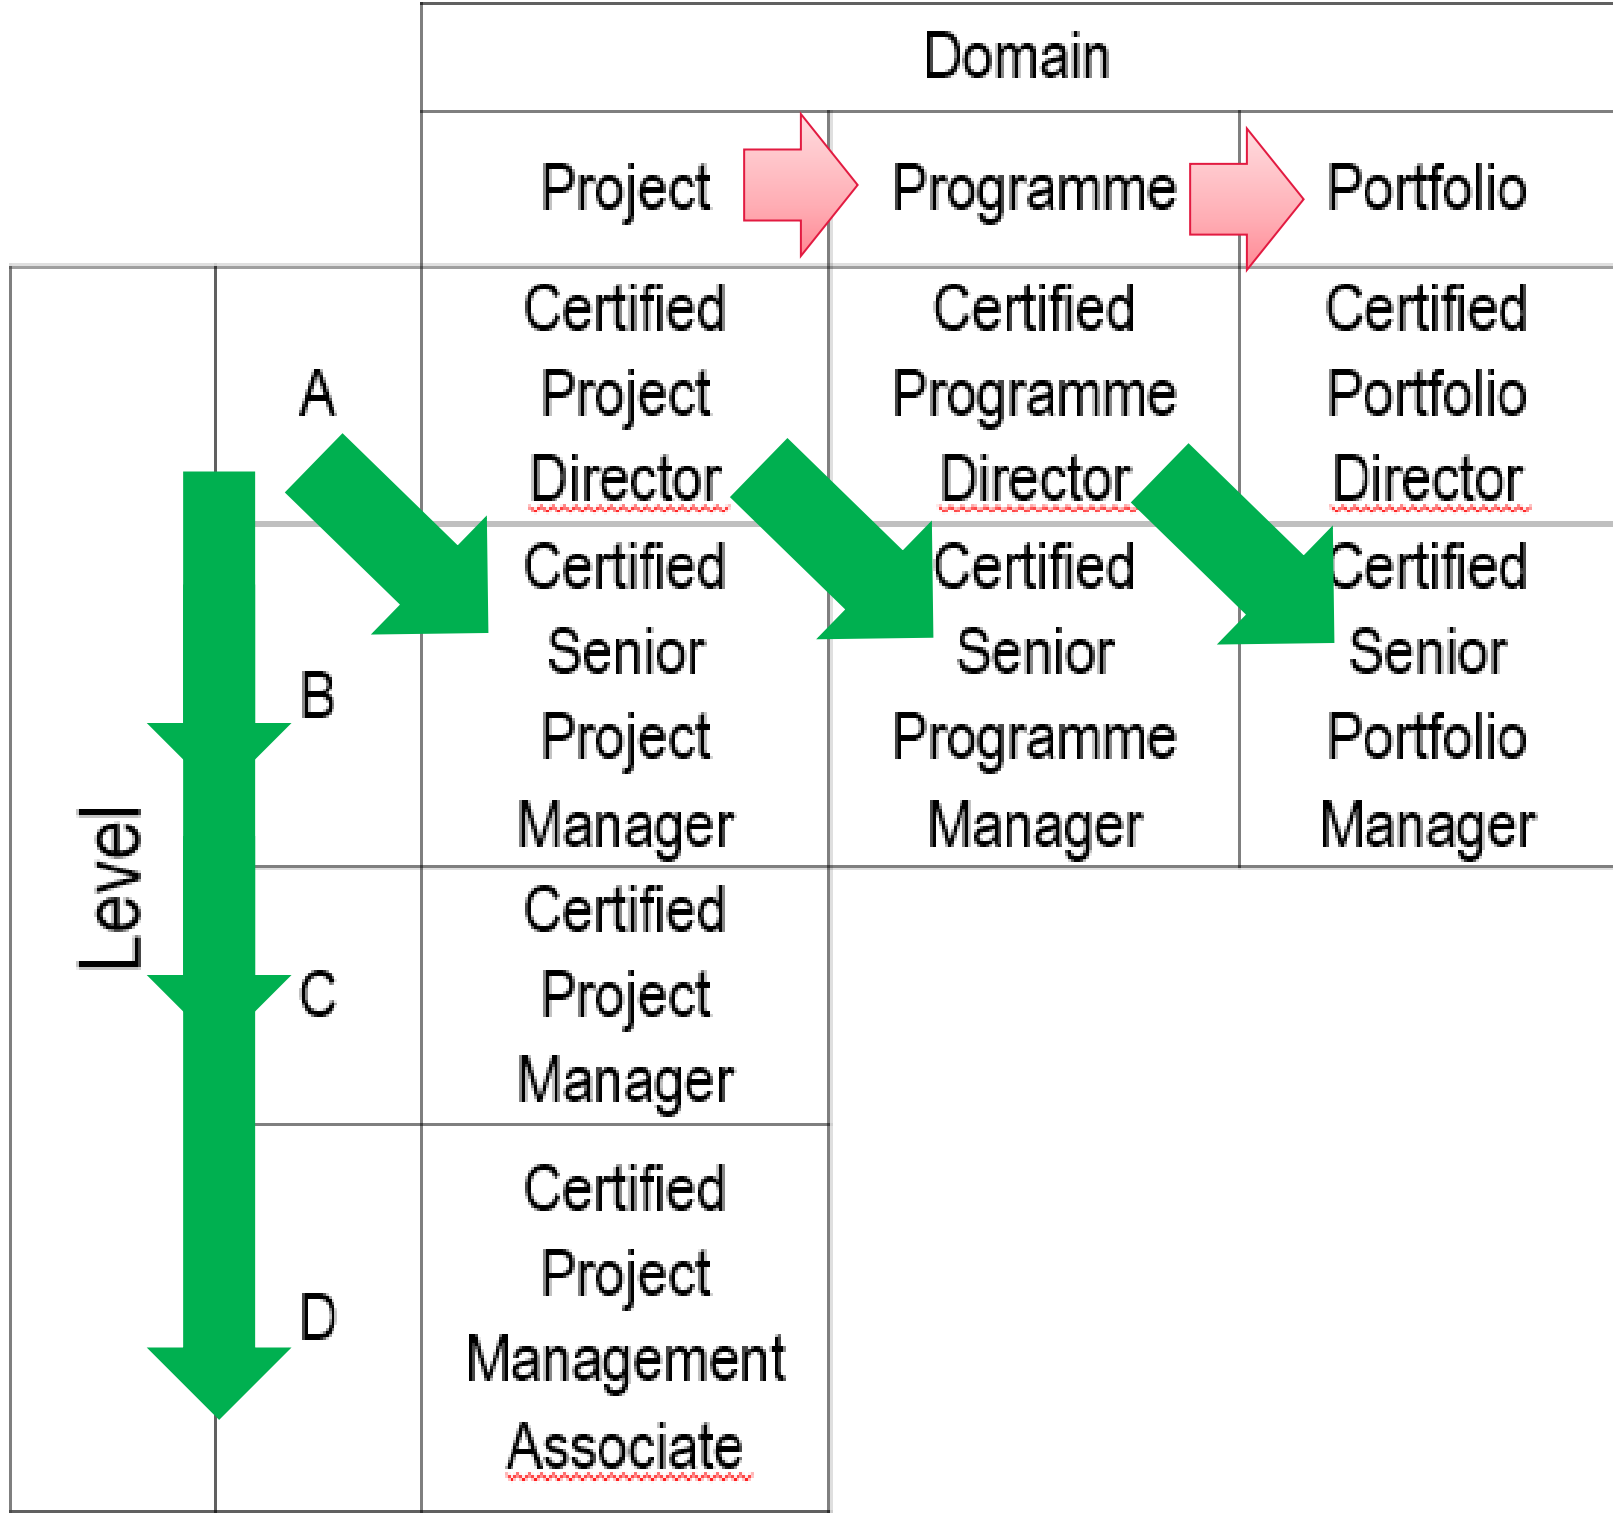 Domain
Project
Programme
Portfolio
Level
A
Certified
Project
Director
Certified
Programme
Director
Certified
Portfolio
Director
B
Certified
Senior
Project
Manager
Certified
Senior
Programme
Manager
Certified
Senior
Portfolio
Manager
C
Certified
Project
Manager
D
Certified
Project
Management
Associate